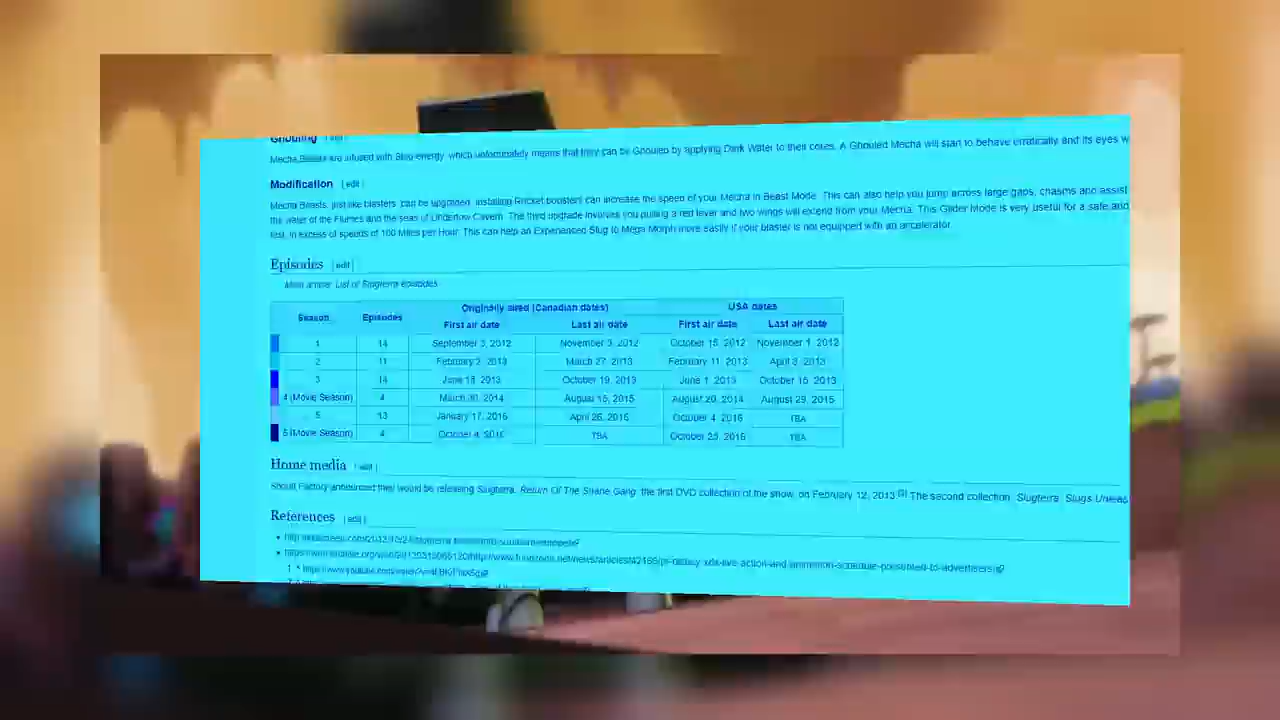 Ghouling [edit]
Mecha Beasts are infused with Slug energy, which unfortunately means that they can be Ghouled by applying Dark Water to their cores. A Ghouled Mecha will start to behave erratically and its eyes w
Modification [edit]
Mecha Beasts, just like blasters, can be upgraded. Installing Rocket boosters can increase the speed of your Mecha in Beast Mode. This can also help you jump across large gaps, chasms and assist
the water of the Flumes and the seas of Undertow Cavern. The third upgrade involves you pulling a red lever and two wings will extend from your Mecha. This Glider Mode is very useful for a safe and
fast, in excess of speeds of 100 Miles per Hour. This can help an Experienced Slug to Mega Morph more easily if your blaster is not equipped with an accelerator.
Episodes [edit]
Main article: List of Slugterra episodes
Originally aired (Canadian dates) USA dates
Season Episodes First air date Last air date First air date Last air date
1 14 September 3, 2012 November 3, 2012 October 15, 2012 November 1, 2012
2 11 February 2, 2013 March 27, 2013 February 11, 2013 April 3, 2013
3 14 June 18, 2013 October 19, 2013 June 1, 2013 October 16, 2013
4 (Movie Season) 4 March 30, 2014 August 15, 2015 August 20, 2014 August 29, 2015
5 13 January 17, 2016 April 26, 2016 October 4, 2016 TBA
6 (Movie Season) 4 October 4, 2016 TBA October 23, 2016 TBA
Home media [edit]
Shout! Factory announced they would be releasing Slugterra: Return Of The Shane Gang, the first DVD collection of the show, on February 12, 2013.[3] The second collection, Slugterra: Slugs Unleas
References [edit]